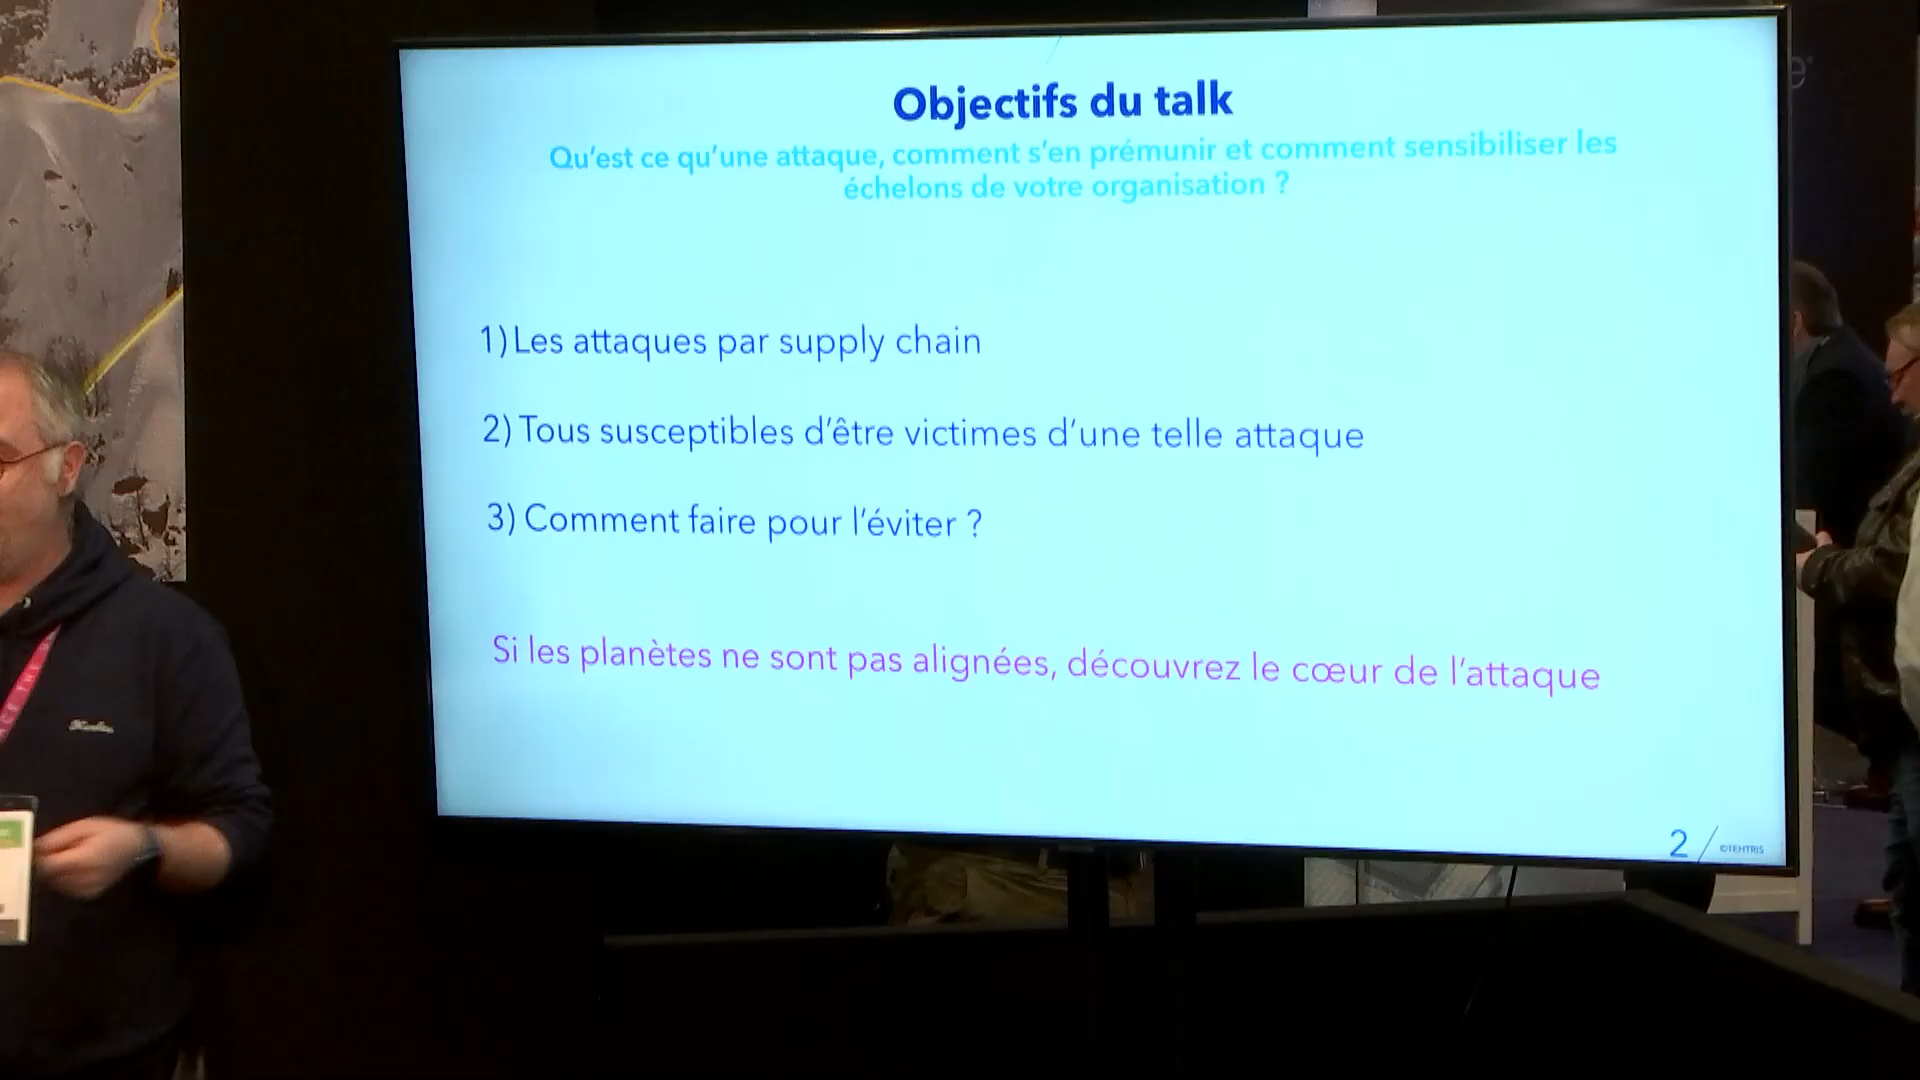 Objectifs du talk
Qu'est ce qu'une attaque, comment s'en prémunir et comment sensibiliser les
échelons de votre organisation ?
1) Les attaques par supply chain
2) Tous susceptibles d'être victimes d'une telle attaque
3) Comment faire pour l'éviter ?
Si les planètes ne sont pas alignées, découvrez le cœur de l'attaque
2
©TEHTRIS